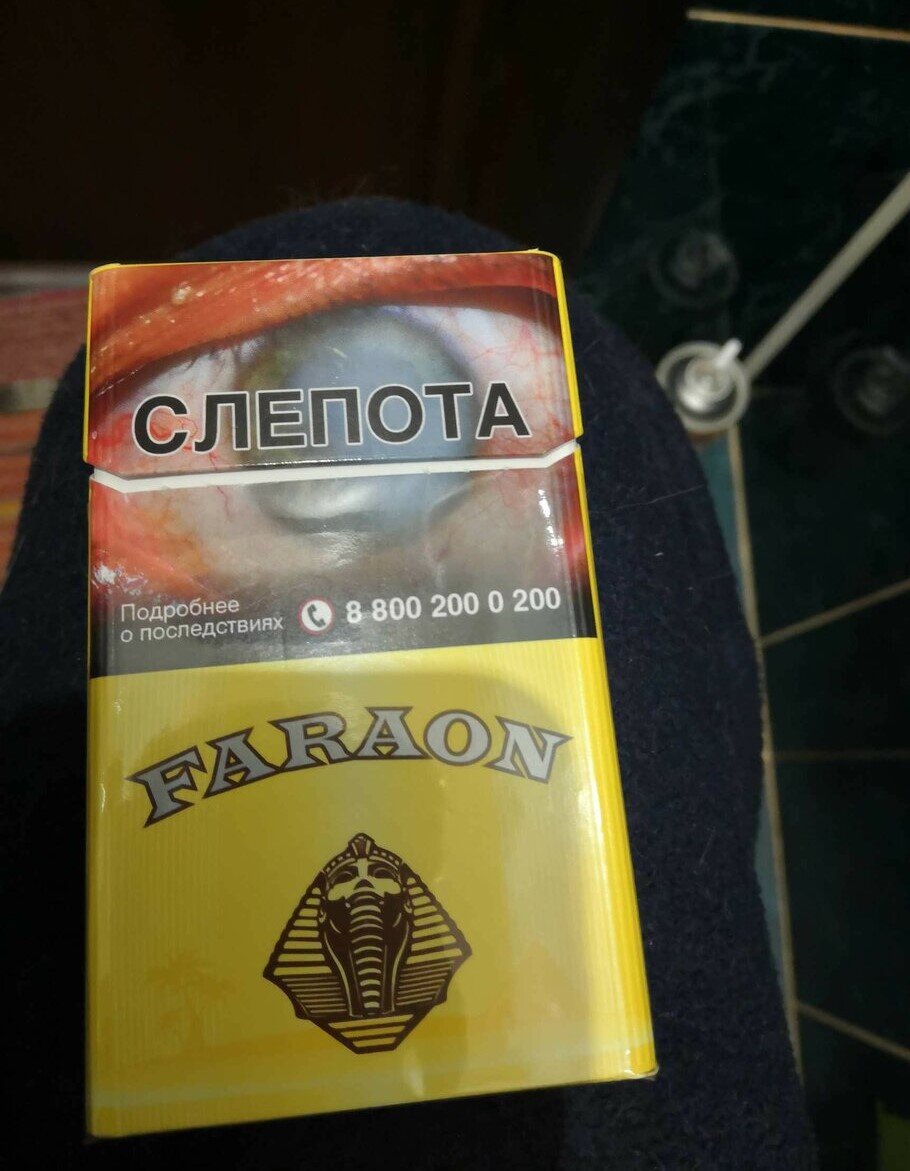 СЛЕПОТА
Подробнее
о последствиях
8 800 200 0 200
FARAON